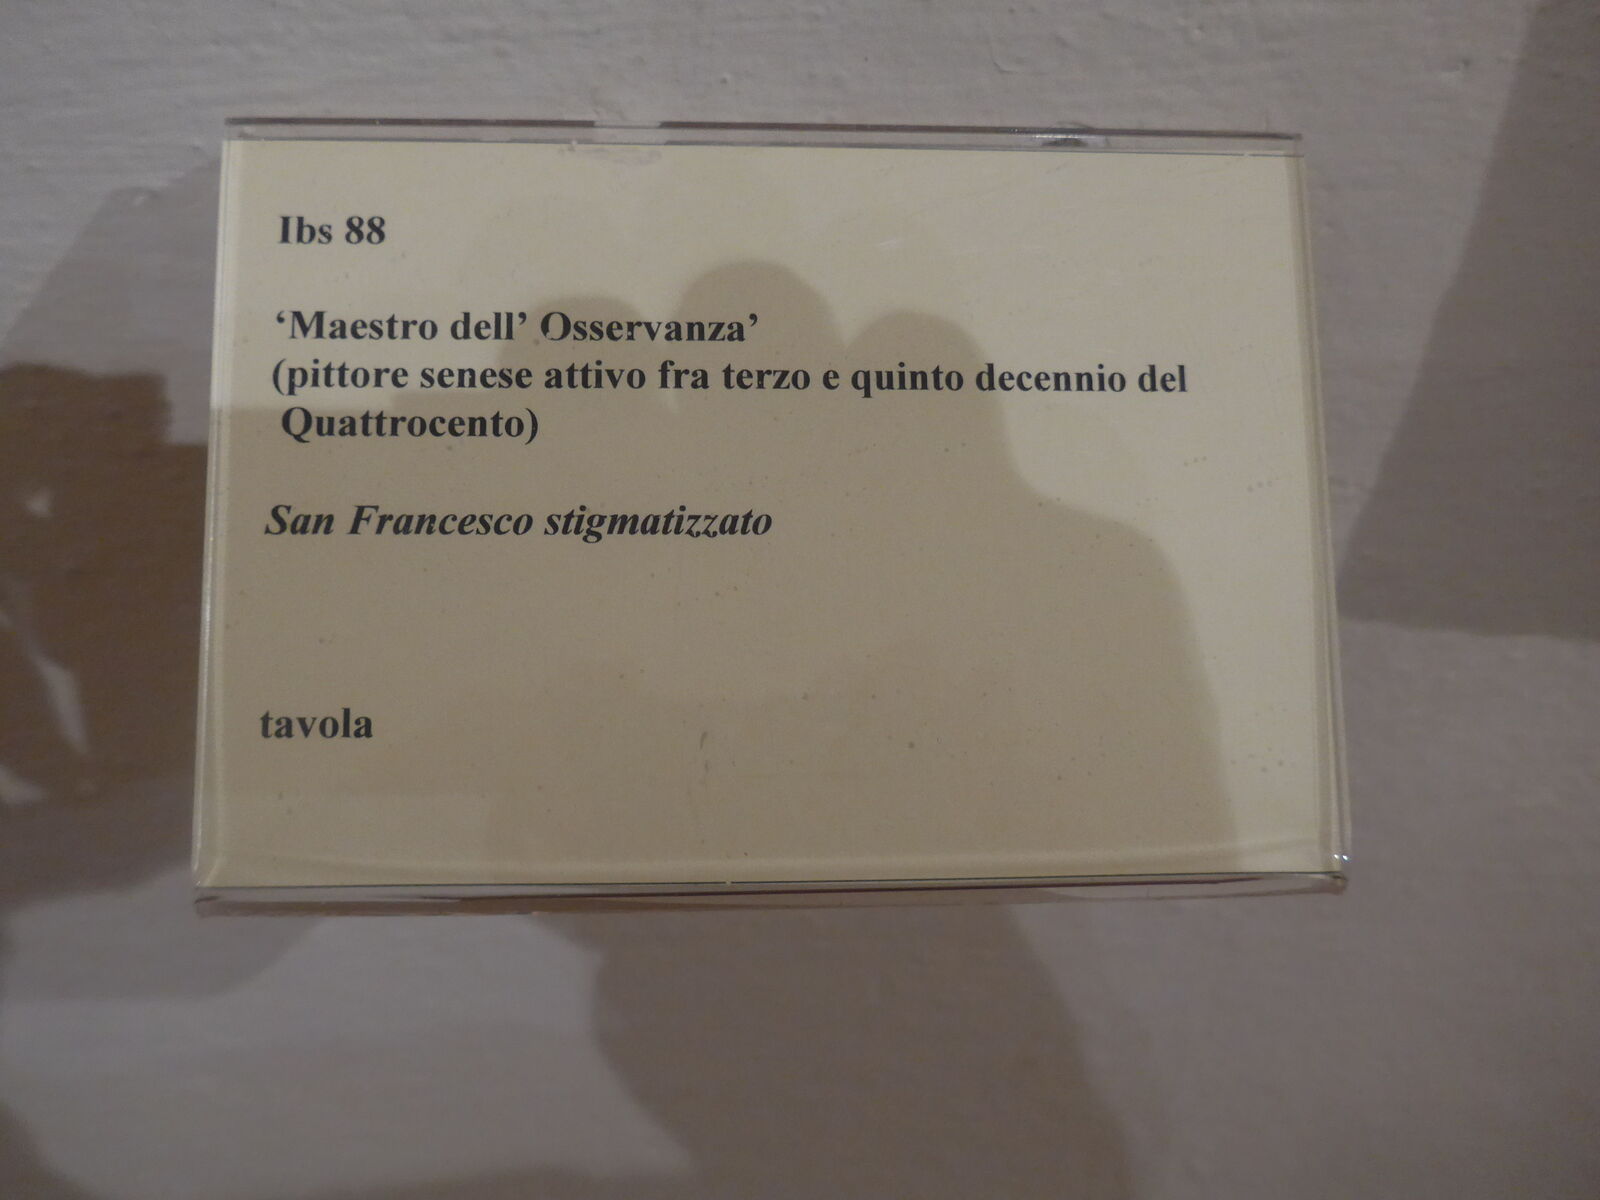 Ibs 88
‘Maestro dell’ Osservanza’
(pittore senese attivo fra terzo e quinto decennio del
Quattrocento)
San Francesco stigmatizzato
tavola